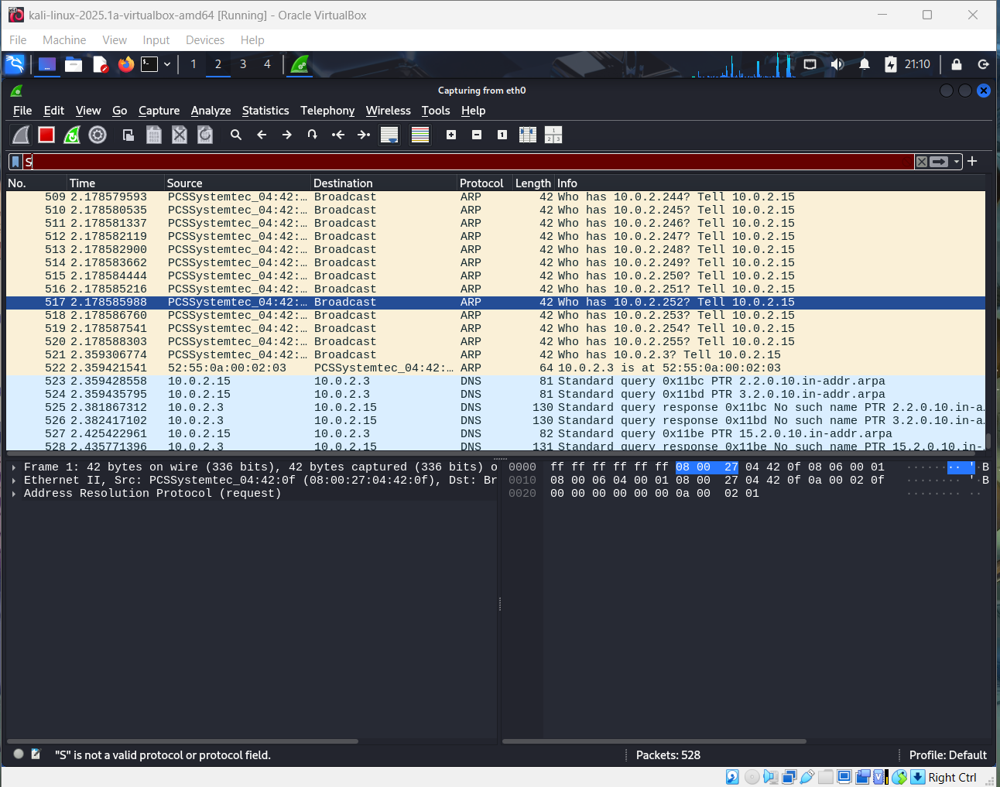 kali-linux-2025.1a-virtualbox-amd64 [Running] - Oracle VirtualBox
File Machine View Input Devices Help
1 2 3 4 21:10
Capturing from eth0
File Edit View Go Capture Analyze Statistics Telephony Wireless Tools Help
S
No. Time Source Destination Protocol Length Info
509 2.178579593 PCSSystemtec_04:42:… Broadcast ARP 42 Who has 10.0.2.244? Tell 10.0.2.15
510 2.178580535 PCSSystemtec_04:42:… Broadcast ARP 42 Who has 10.0.2.245? Tell 10.0.2.15
511 2.178581337 PCSSystemtec_04:42:… Broadcast ARP 42 Who has 10.0.2.246? Tell 10.0.2.15
512 2.178582119 PCSSystemtec_04:42:… Broadcast ARP 42 Who has 10.0.2.247? Tell 10.0.2.15
513 2.178582900 PCSSystemtec_04:42:… Broadcast ARP 42 Who has 10.0.2.248? Tell 10.0.2.15
514 2.178583662 PCSSystemtec_04:42:… Broadcast ARP 42 Who has 10.0.2.249? Tell 10.0.2.15
515 2.178584444 PCSSystemtec_04:42:… Broadcast ARP 42 Who has 10.0.2.250? Tell 10.0.2.15
516 2.178585216 PCSSystemtec_04:42:… Broadcast ARP 42 Who has 10.0.2.251? Tell 10.0.2.15
517 2.178585988 PCSSystemtec_04:42:… Broadcast ARP 42 Who has 10.0.2.252? Tell 10.0.2.15
518 2.178586760 PCSSystemtec_04:42:… Broadcast ARP 42 Who has 10.0.2.253? Tell 10.0.2.15
519 2.178587541 PCSSystemtec_04:42:… Broadcast ARP 42 Who has 10.0.2.254? Tell 10.0.2.15
520 2.178588303 PCSSystemtec_04:42:… Broadcast ARP 42 Who has 10.0.2.255? Tell 10.0.2.15
521 2.359306774 PCSSystemtec_04:42:… Broadcast ARP 42 Who has 10.0.2.3? Tell 10.0.2.15
522 2.359421541 52:55:0a:00:02:03 PCSSystemtec_04:42:… ARP 64 10.0.2.3 is at 52:55:0a:00:02:03
523 2.359428558 10.0.2.15 10.0.2.3 DNS 81 Standard query 0x11bc PTR 2.2.0.10.in-addr.arpa
524 2.359435795 10.0.2.15 10.0.2.3 DNS 81 Standard query 0x11bd PTR 3.2.0.10.in-addr.arpa
525 2.381867312 10.0.2.3 10.0.2.15 DNS 130 Standard query response 0x11bc No such name PTR 2.2.0.10.in-a…
526 2.382417102 10.0.2.3 10.0.2.15 DNS 130 Standard query response 0x11bd No such name PTR 3.2.0.10.in-a…
527 2.425422961 10.0.2.15 10.0.2.3 DNS 82 Standard query 0x11be PTR 15.2.0.10.in-addr.arpa
528 2.435771396 10.0.2.3 10.0.2.15 DNS 131 Standard query response 0x11be No such name PTR 15.2.0.10.in-…
Frame 1: 42 bytes on wire (336 bits), 42 bytes captured (336 bits) o
Ethernet II, Src: PCSSystemtec_04:42:0f (08:00:27:04:42:0f), Dst: Br
Address Resolution Protocol (request)
0000 ff ff ff ff ff ff 08 00 27 04 42 0f 08 06 00 01 ········'·B
0010 08 00 06 04 00 01 08 00 27 04 42 0f 0a 00 02 0f ········ '·B
0020 00 00 00 00 00 00 0a 00 02 01 ········ ··
"S" is not a valid protocol or protocol field.
Packets: 528
Profile: Default
Right Ctrl